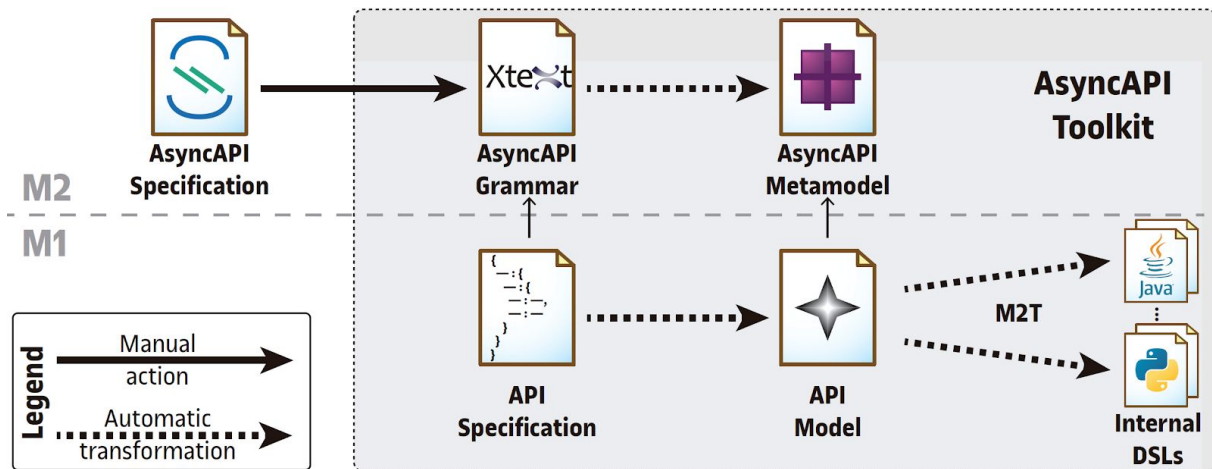 AsyncAPI
Toolkit
Xtext
AsyncAPI
Specification
AsyncAPI
Grammar
AsyncAPI
Metamodel
M2
M1
{
—:{
—:{
—:—,
—:—
}
}
}
Java
M2T
API
Specification
API
Model
Internal
DSLs
Legend
Manual
action
Automatic
transformation